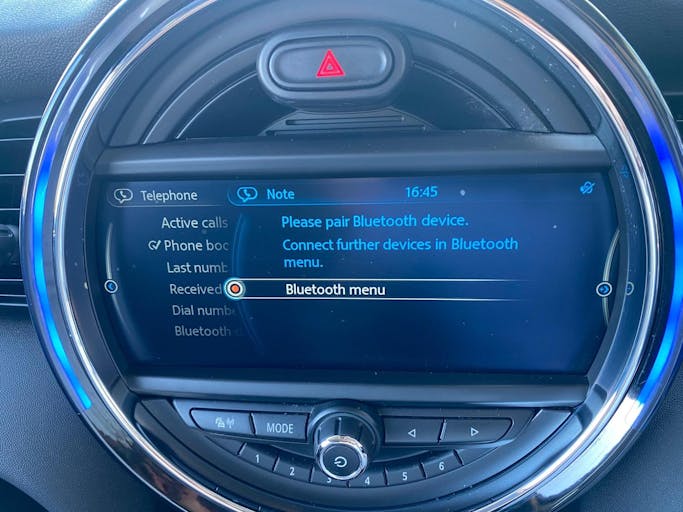 Telephone
Note
16:45
Active calls
Please pair Bluetooth device.
Phone boo
Connect further devices in Bluetooth
menu.
Last numb
Received
Bluetooth menu
Dial numb
Bluetooth
MODE
1
2
3
4
5
6